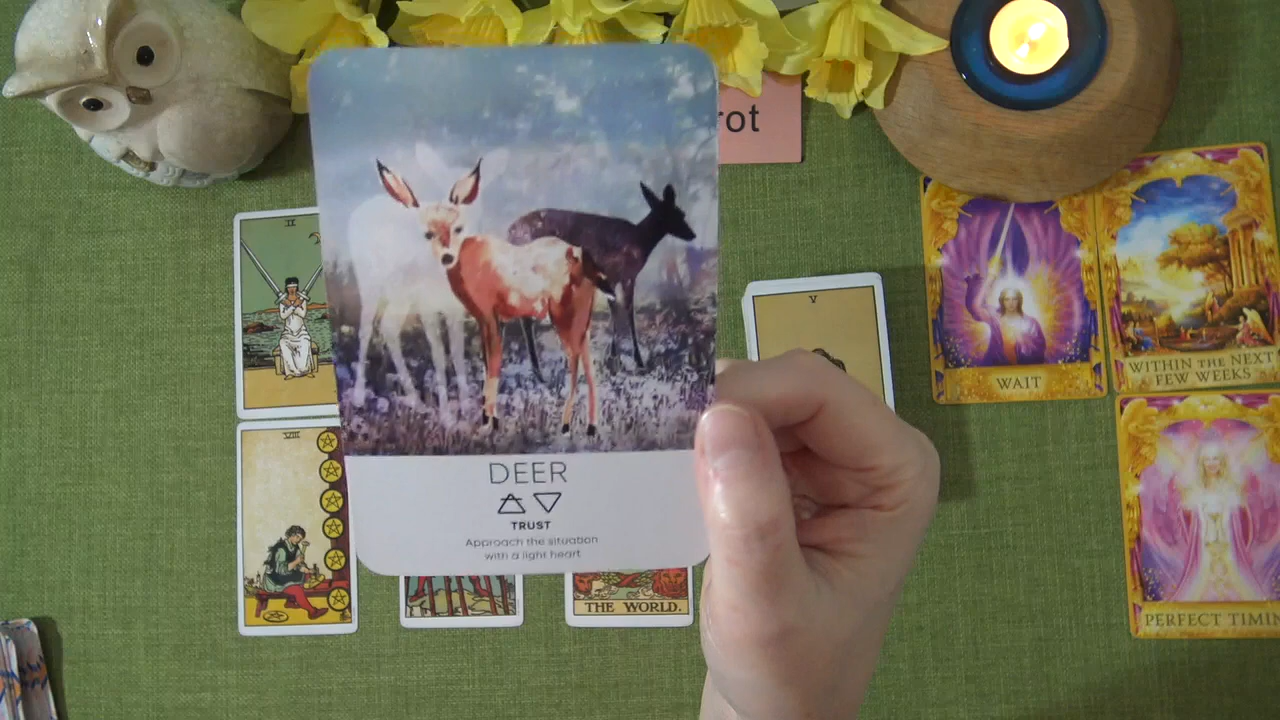 rot
II
V
WAIT
WITHIN THE NEXT
FEW WEEKS
VIII
DEER
TRUST
Approach the situation
with a light heart
THE WORLD.
PERFECT TIMIN